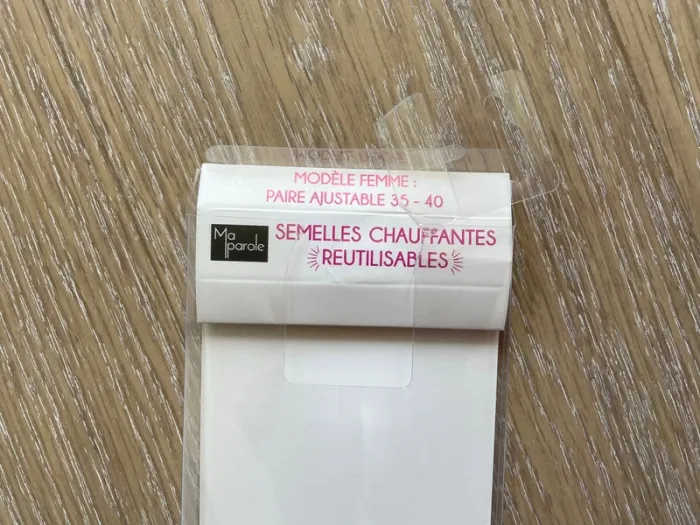 MODÈLE FEMME :
PAIRE AJUSTABLE 35 - 40
Ma parole
SEMELLES CHAUFFANTES
REUTILISABLES